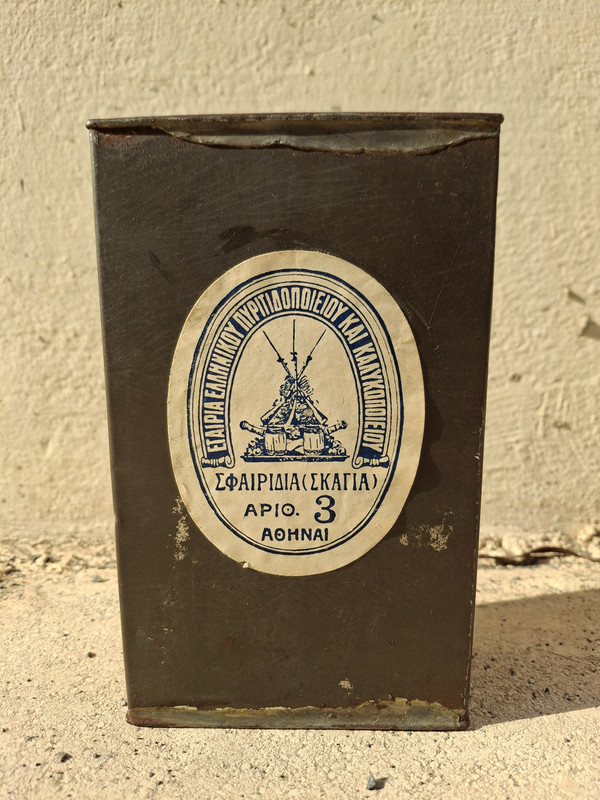 ΕΤΑΙΡΙΑ ΕΛΛΗΝΙΚΟΥ ΠΥΡΙΤΙΔΟΠΟΙΕΙΟΥ ΚΑΙ ΚΑΛΥΚΟΠΟΙΕΙΟΥ
ΣΦΑΙΡΙΔΙΑ (ΣΚΑΓΙΑ)
ΑΡΙΘ. 3
ΑΘΗΝΑΙ